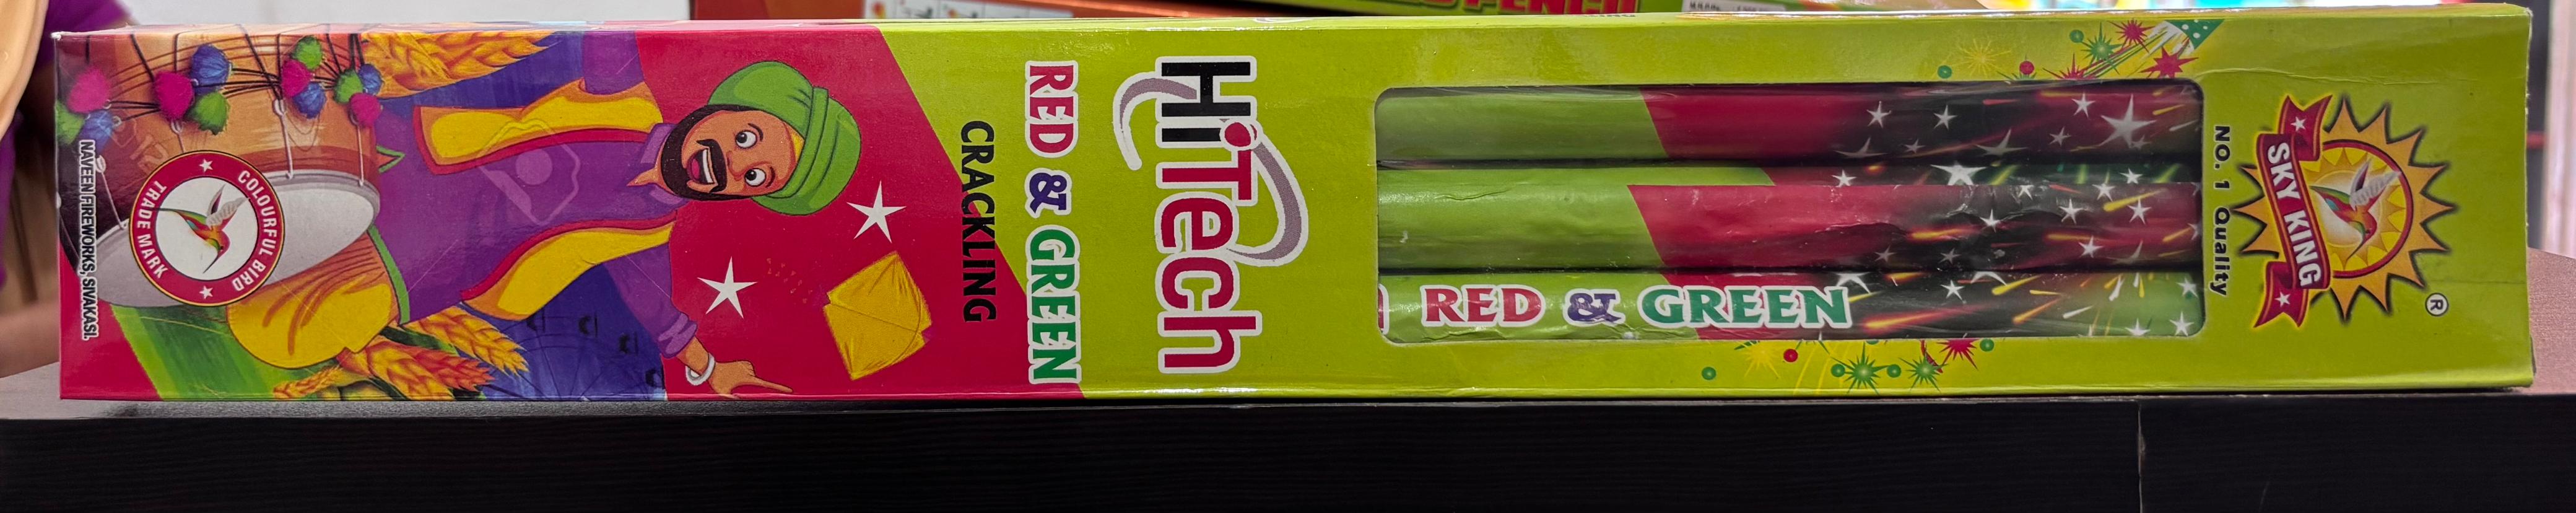 SKY KING
®
NO. 1 Quality
RED & GREEN
HiTech
RED & GREEN
CRACKLING
COLOURFUL BIRD
TRADE MARK
NAVEEN FIREWORKS, SIVAKASI.